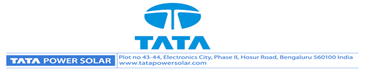 TATA
TATA POWER SOLAR
Plot no 43-44, Electronics City, Phase II, Hosur Road, Bengaluru 560100 India
www.tatapowersolar.com